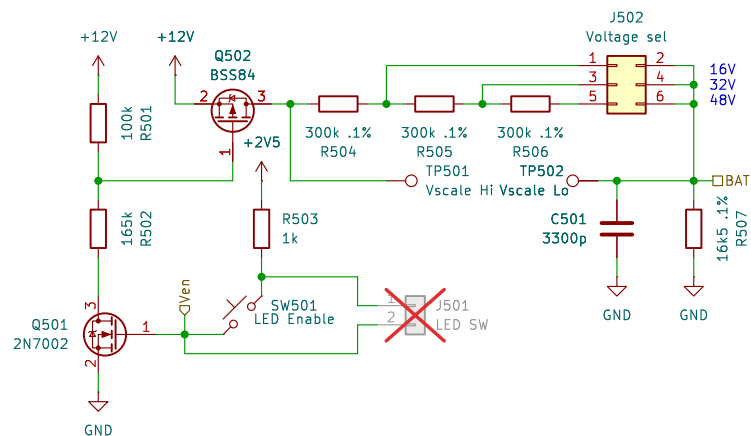 J502
Voltage sel
+12V
+12V
Q502
BSS84
1
2
16V
3
4
32V
5
6
48V
2
3
1
100k
R501
300k .1%
R504
300k .1%
R505
300k .1%
R506
+2V5
TP501
Vscale Hi
TP502
Vscale Lo
BAT
165k
R502
R503
1k
C501
3300p
16k5 .1%
R507
GND
GND
Ven
SW501
LED Enable
1
2
J501
LED SW
Q501
2N7002
3
1
2
GND